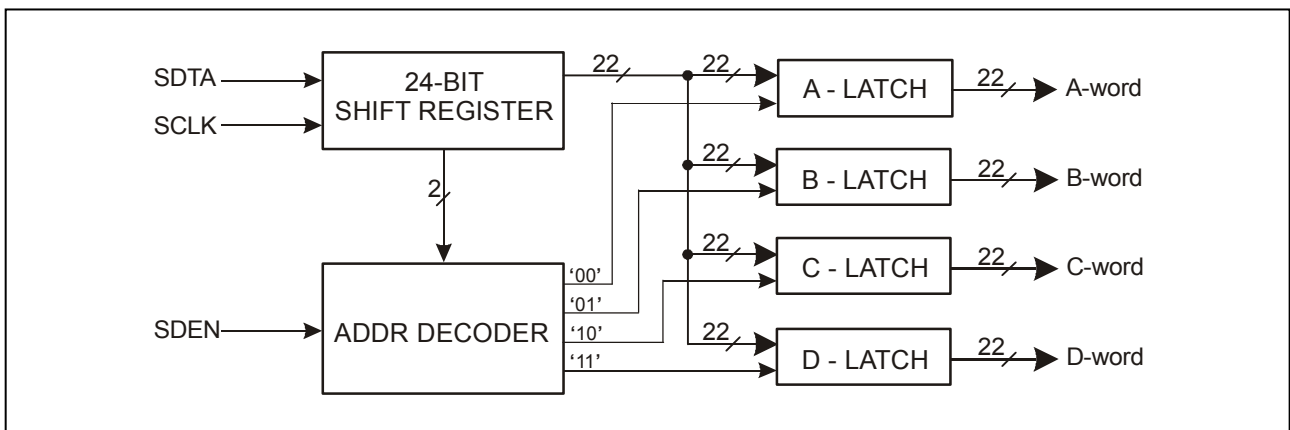 SDTA
SCLK
24-BIT
SHIFT REGISTER
22
22
A - LATCH
22
A-word
2
22
B - LATCH
22
B-word
SDEN
ADDR DECODER
‘00’
‘01’
‘10’
‘11’
22
C - LATCH
22
C-word
22
D - LATCH
22
D-word